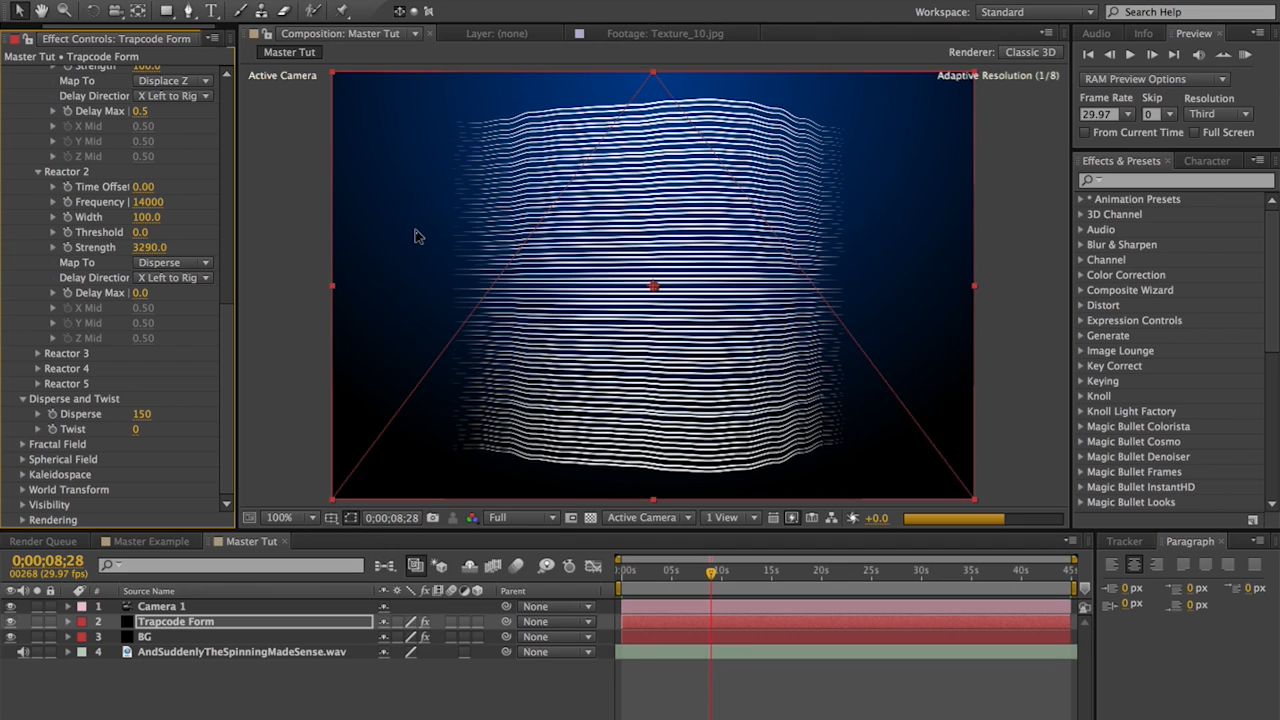 Workspace: Standard
Search Help
Effect Controls: Trapcode Form
Composition: Master Tut
Layer: (none)
Footage: Texture_10.jpg
Audio
Info
Preview
Master Tut • Trapcode Form
Master Tut
Renderer: Classic 3D
Strength 100.0
Map To Displace Z
Delay Direction X Left to Rig
Delay Max | 0.5
X Mid 0.50
Y Mid 0.50
Z Mid 0.50
Reactor 2
Time Offset 0.00
Frequency | 14000
Width 100.0
Threshold 0.0
Strength 3290.0
Map To Disperse
Delay Direction X Left to Rig
Delay Max | 0.0
X Mid 0.50
Y Mid 0.50
Z Mid 0.50
Reactor 3
Reactor 4
Reactor 5
Disperse and Twist
Disperse 150
Twist 0
Fractal Field
Spherical Field
Kaleidospace
World Transform
Visibility
Rendering
Active Camera
Adaptive Resolution (1/8)
100%
0;00;08;28
Full
Active Camera
1 View
+0.0
RAM Preview Options
Frame Rate Skip Resolution
29.97 0 Third
From Current Time Full Screen
Effects & Presets
Character
* Animation Presets
3D Channel
Audio
Blur & Sharpen
Channel
Color Correction
Composite Wizard
Distort
Expression Controls
Generate
Image Lounge
Key Correct
Keying
Knoll
Knoll Light Factory
Magic Bullet Colorista
Magic Bullet Cosmo
Magic Bullet Denoiser
Magic Bullet Frames
Magic Bullet InstantHD
Magic Bullet Looks
Render Queue
Master Example
Master Tut
Tracker
Paragraph
0;00;08;28
00268 (29.97 fps)
:00s 05s 10s 15s 20s 25s 30s 35s 40s 45s
# Source Name
fx
Parent
1 Camera 1 None
2 Trapcode Form fx None
3 BG fx None
4 AndSuddenlyTheSpinningMadeSense.wav None
0 px 0 px 0 px
0 px 0 px